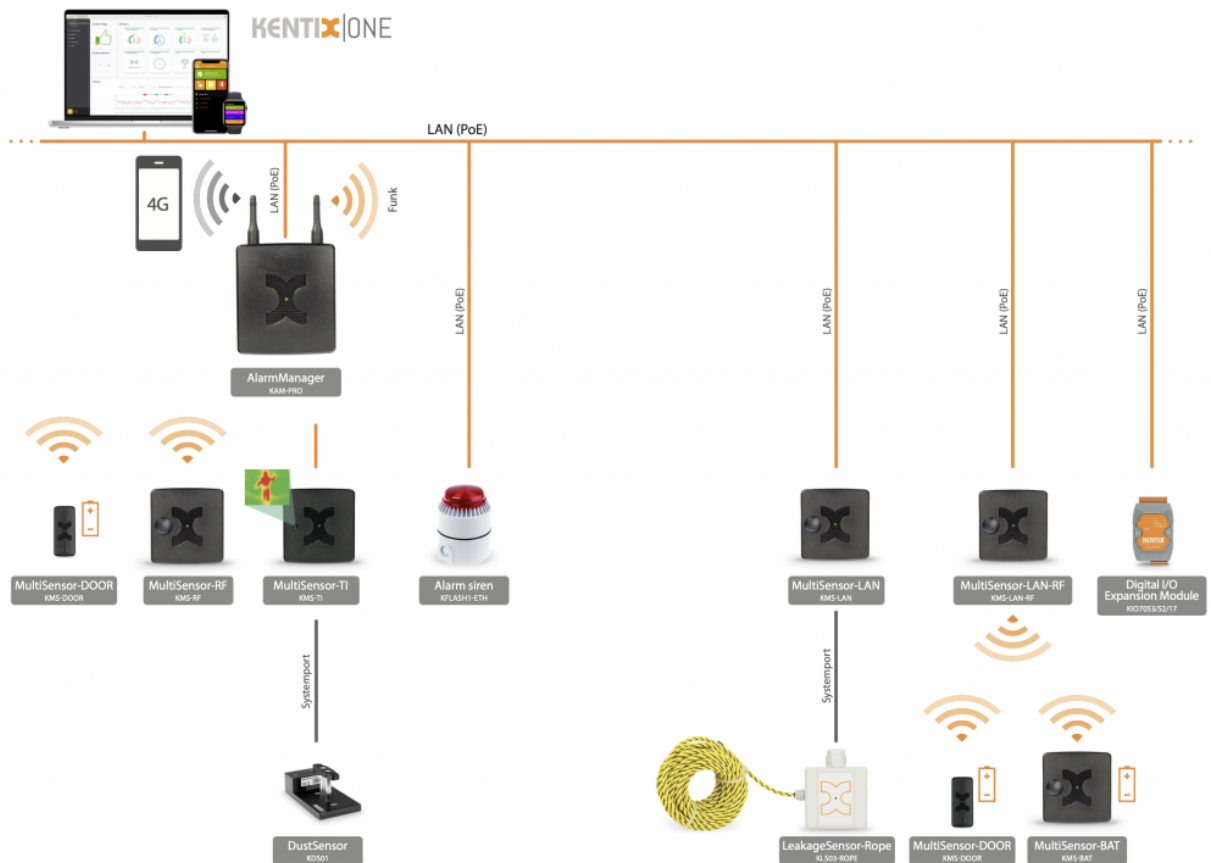 KENTIX|ONE
LAN (PoE)
4G
LAN (PoE)
Funk
LAN (PoE)
LAN (PoE)
LAN (PoE)
LAN (PoE)
AlarmManager
KAM-PRO
MultiSensor-DOOR
KMS-DOOR
MultiSensor-RF
KMS-RF
MultiSensor-TI
KMS-TI
Alarm siren
KFLASH1-ETH
MultiSensor-LAN
KMS-LAN
MultiSensor-LAN-RF
KMS-LAN-RF
KENTIX
Digital I/O
Expansion Module
KIO7053/52/17
Systemport
Systemport
DustSensor
KDS01
LeakageSensor-Rope
KLS03-ROPE
MultiSensor-DOOR
KMS-DOOR
MultiSensor-BAT
KMS-BAT